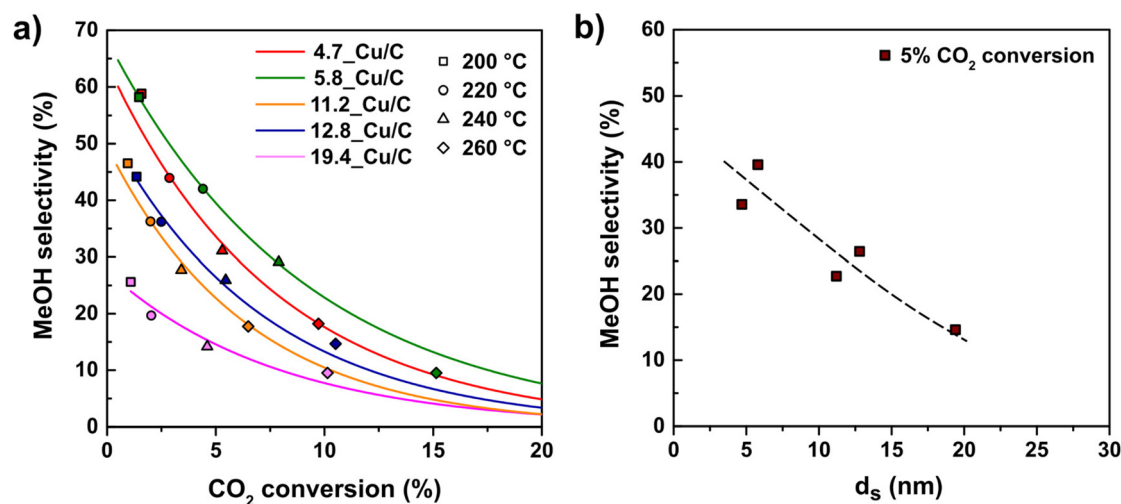 a)
MeOH selectivity (%)
70
60
50
40
30
20
10
0
4.7_Cu/C
5.8_Cu/C
11.2_Cu/C
12.8_Cu/C
19.4_Cu/C
200 °C
220 °C
240 °C
260 °C
0 5 10 15 20
CO₂ conversion (%)
b)
MeOH selectivity (%)
60
50
40
30
20
10
0
5% CO₂ conversion
0 5 10 15 20 25 30
dₛ (nm)